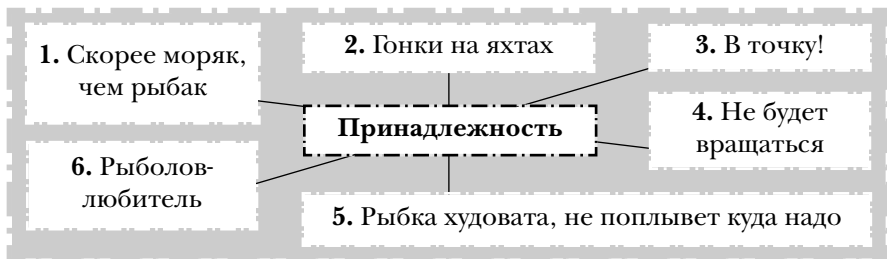 1. Скорее моряк,
чем рыбак
2. Гонки на яхтах
3. В точку!
Принадлежность
4. Не будет
вращаться
6. Рыболов-
любитель
5. Рыбка худовата, не поплывет куда надо